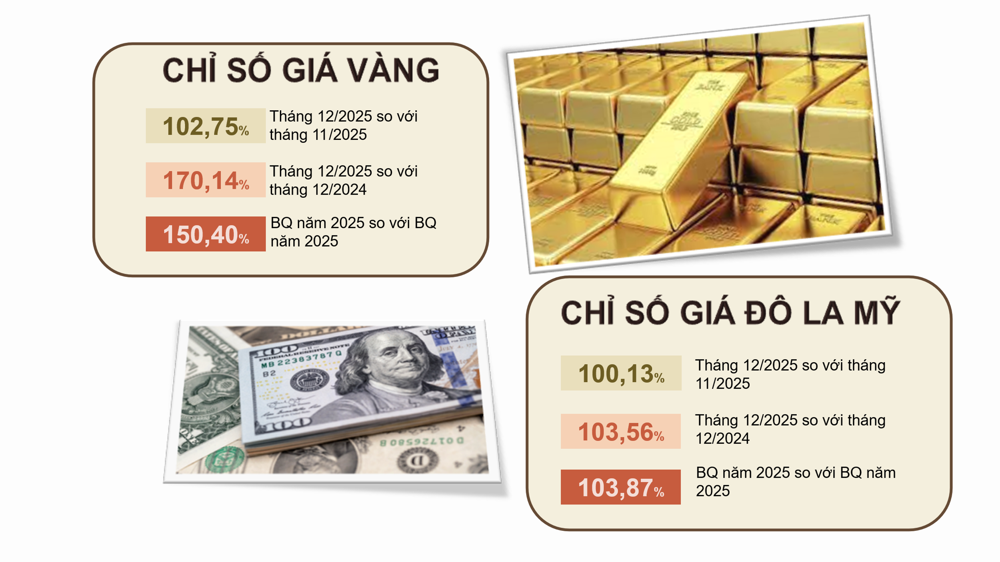 CHỈ SỐ GIÁ VÀNG
102,75%
Tháng 12/2025 so với
tháng 11/2025
170,14%
Tháng 12/2025 so với
tháng 12/2024
150,40%
BQ năm 2025 so với BQ
năm 2025
CHỈ SỐ GIÁ ĐÔ LA MỸ
100,13%
Tháng 12/2025 so với tháng
11/2025
103,56%
Tháng 12/2025 so với tháng
12/2024
103,87%
BQ năm 2025 so với BQ năm
2025
100
FEDERAL RESERVE NOTE
MB 22383787 Q
B2
JULY 4, 177
100
D01726580B
D